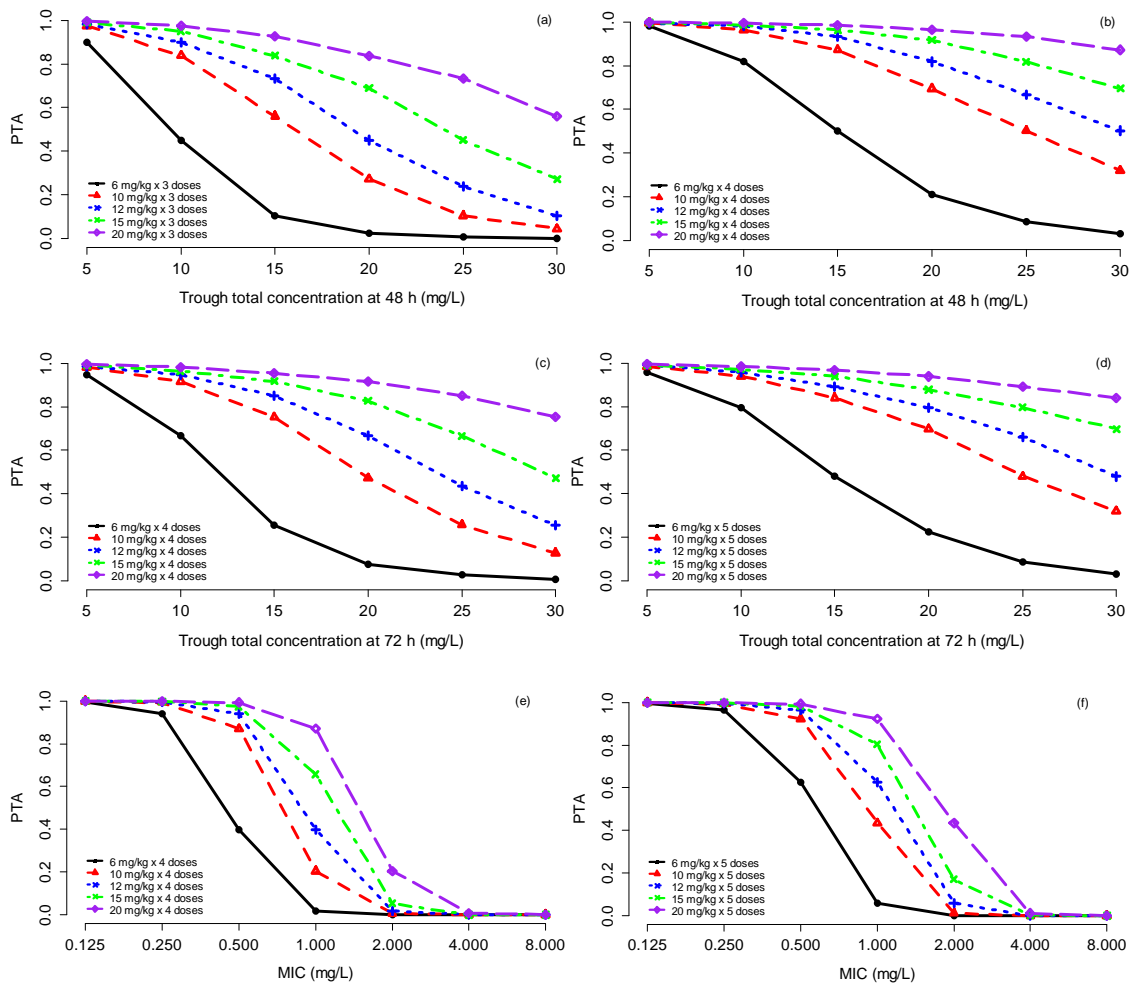 (a)
PTA
1.0
0.8
0.6
0.4
0.2
0.0
6 mg/kg x 3 doses
10 mg/kg x 3 doses
12 mg/kg x 3 doses
15 mg/kg x 3 doses
20 mg/kg x 3 doses
5 10 15 20 25 30
Trough total concentration at 48 h (mg/L)
(b)
PTA
1.0
0.8
0.6
0.4
0.2
0.0
6 mg/kg x 4 doses
10 mg/kg x 4 doses
12 mg/kg x 4 doses
15 mg/kg x 4 doses
20 mg/kg x 4 doses
5 10 15 20 25 30
Trough total concentration at 48 h (mg/L)
(c)
PTA
1.0
0.8
0.6
0.4
0.2
0.0
6 mg/kg x 4 doses
10 mg/kg x 4 doses
12 mg/kg x 4 doses
15 mg/kg x 4 doses
20 mg/kg x 4 doses
5 10 15 20 25 30
Trough total concentration at 72 h (mg/L)
(d)
PTA
1.0
0.8
0.6
0.4
0.2
0.0
6 mg/kg x 5 doses
10 mg/kg x 5 doses
12 mg/kg x 5 doses
15 mg/kg x 5 doses
20 mg/kg x 5 doses
5 10 15 20 25 30
Trough total concentration at 72 h (mg/L)
(e)
PTA
1.0
0.8
0.6
0.4
0.2
0.0
6 mg/kg x 4 doses
10 mg/kg x 4 doses
12 mg/kg x 4 doses
15 mg/kg x 4 doses
20 mg/kg x 4 doses
0.125 0.250 0.500 1.000 2.000 4.000 8.000
MIC (mg/L)
(f)
PTA
1.0
0.8
0.6
0.4
0.2
0.0
6 mg/kg x 5 doses
10 mg/kg x 5 doses
12 mg/kg x 5 doses
15 mg/kg x 5 doses
20 mg/kg x 5 doses
0.125 0.250 0.500 1.000 2.000 4.000 8.000
MIC (mg/L)